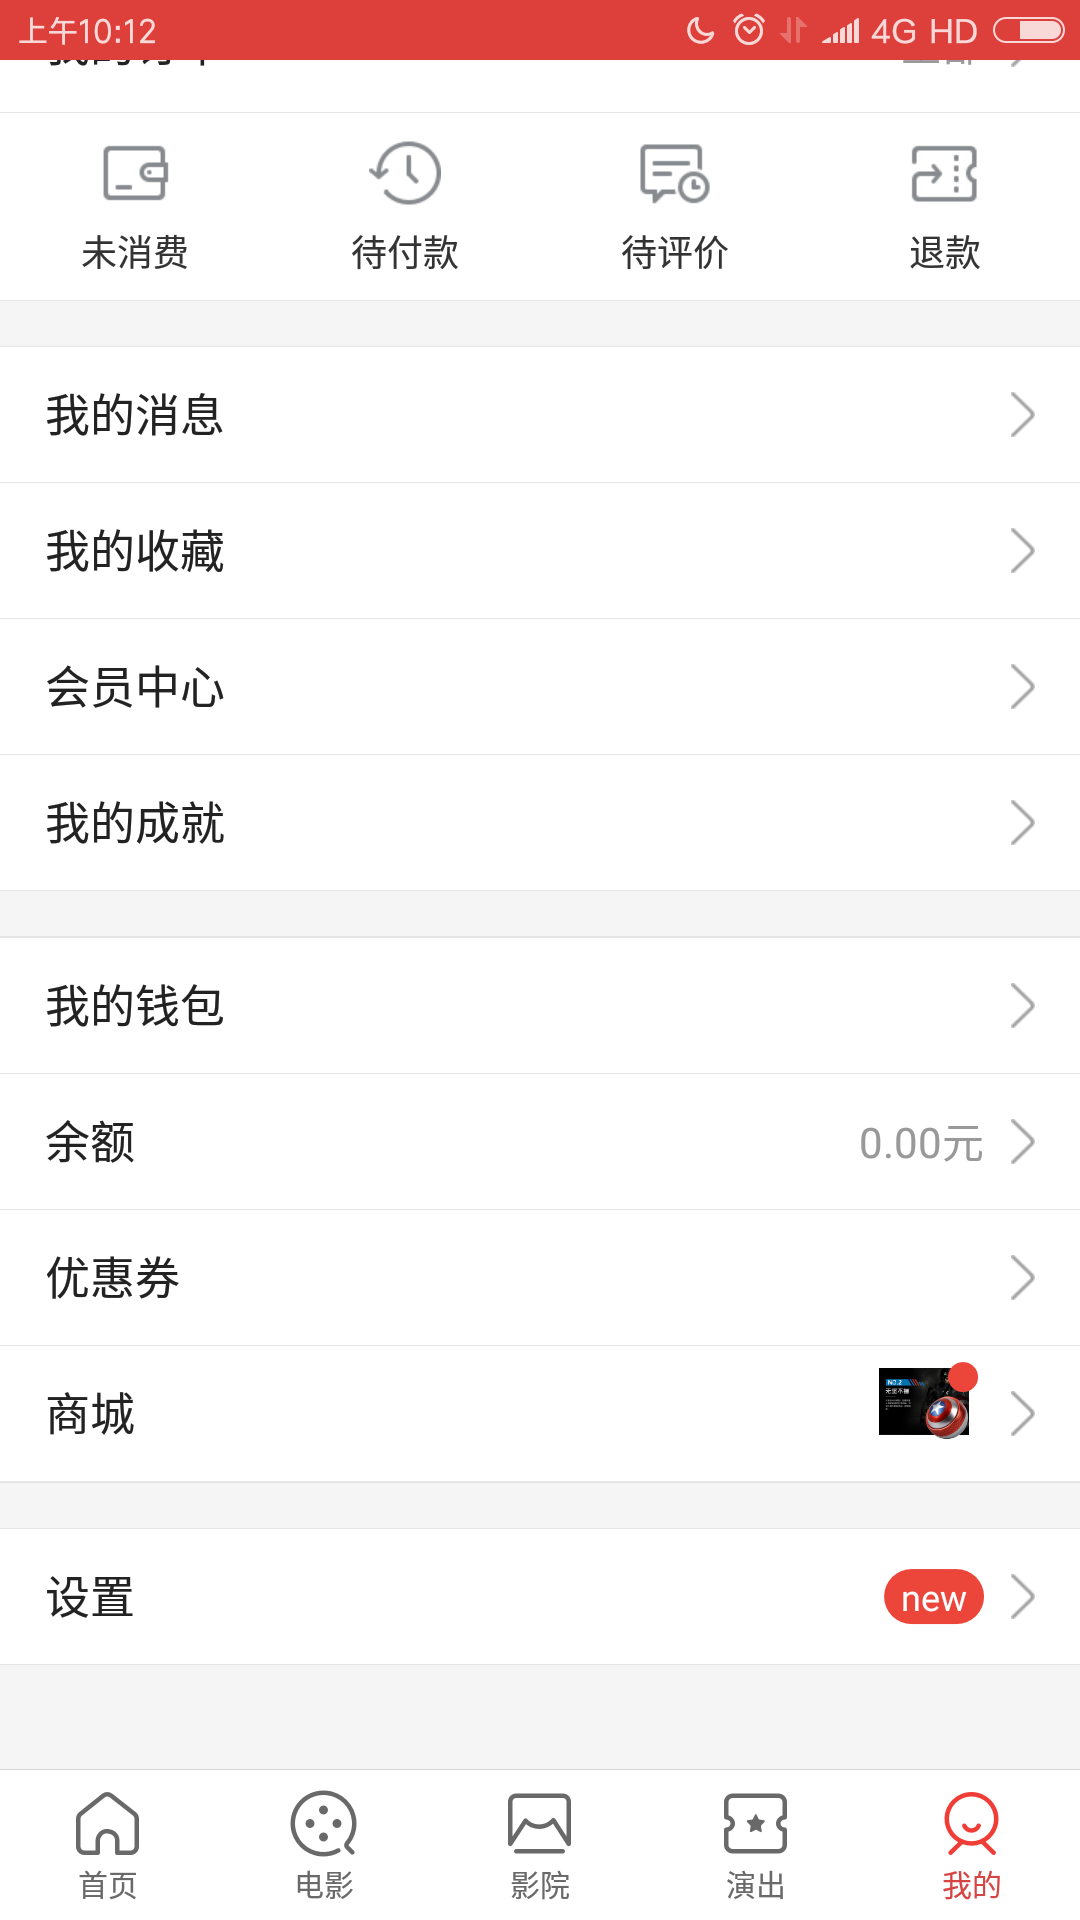 上午10:12
4G HD
未消费
待付款
待评价
退款
我的消息
我的收藏
会员中心
我的成就
我的钱包
余额
0.00元
优惠券
商城
NO.2
设置
new
首页
电影
影院
演出
我的